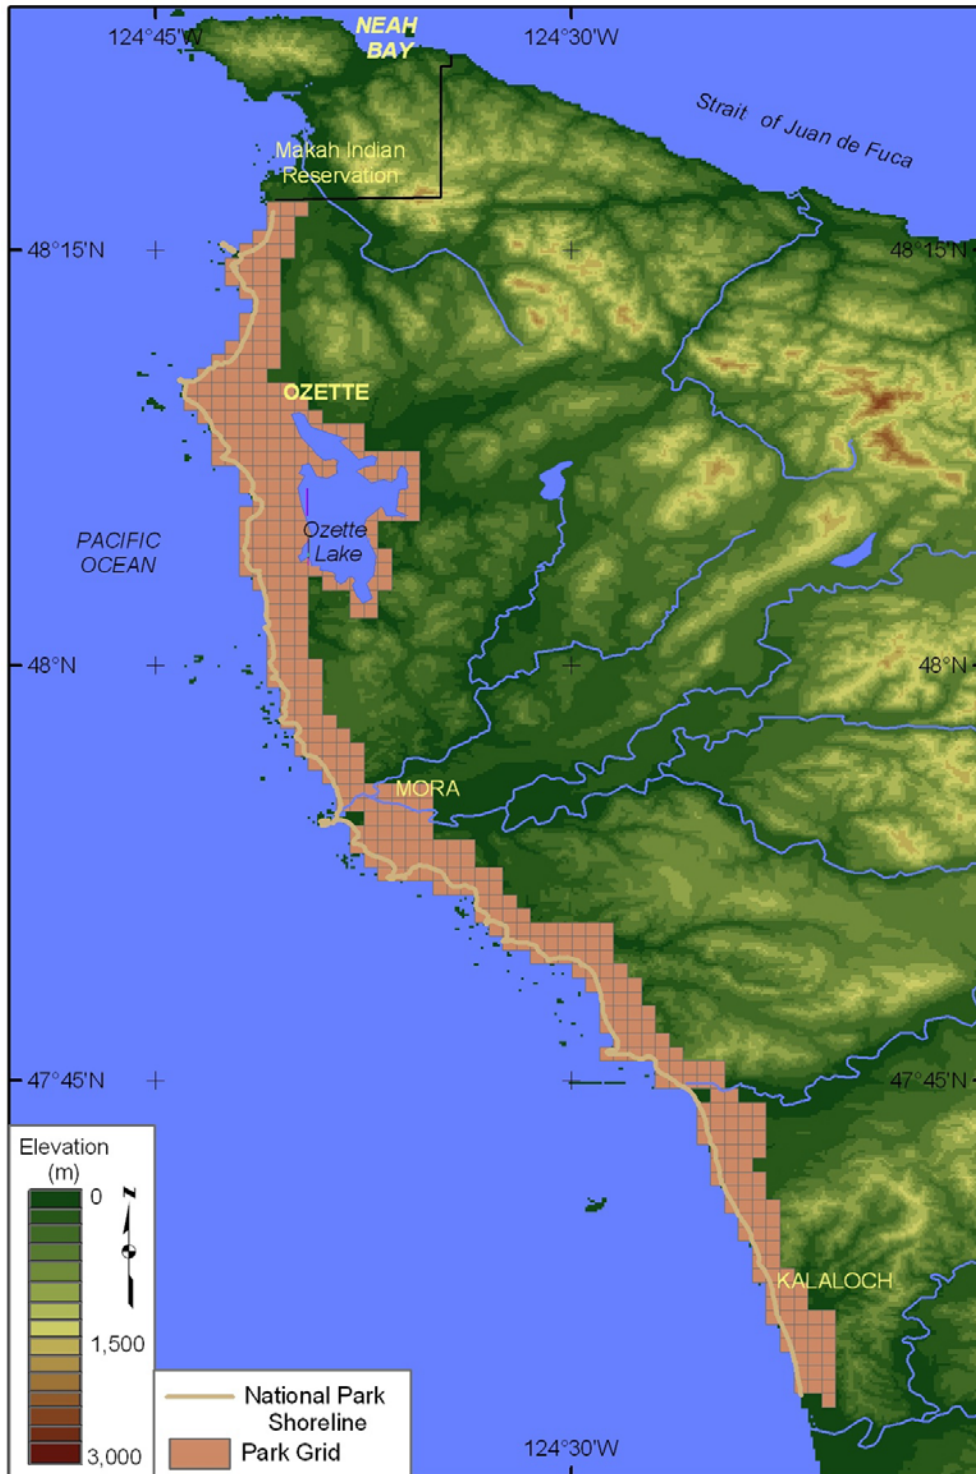 124°45'W
NEAH
BAY
124°30'W
Strait of Juan de Fuca
Makah Indian
Reservation
48°15'N
48°15'N
OZETTE
Ozette
Lake
PACIFIC
OCEAN
48°N
48°N
MORA
47°45'N
47°45'N
KALALOCH
Elevation
(m)
0
1,500
3,000
N
National Park
Shoreline
Park Grid
124°30'W